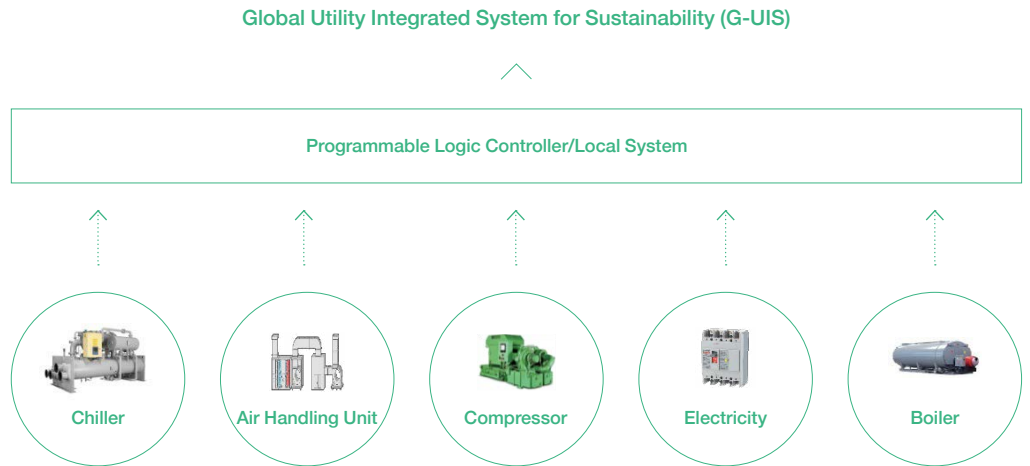 Global Utility Integrated System for Sustainability (G-UIS)
Programmable Logic Controller/Local System
Chiller
Air Handling Unit
Compressor
Electricity
Boiler